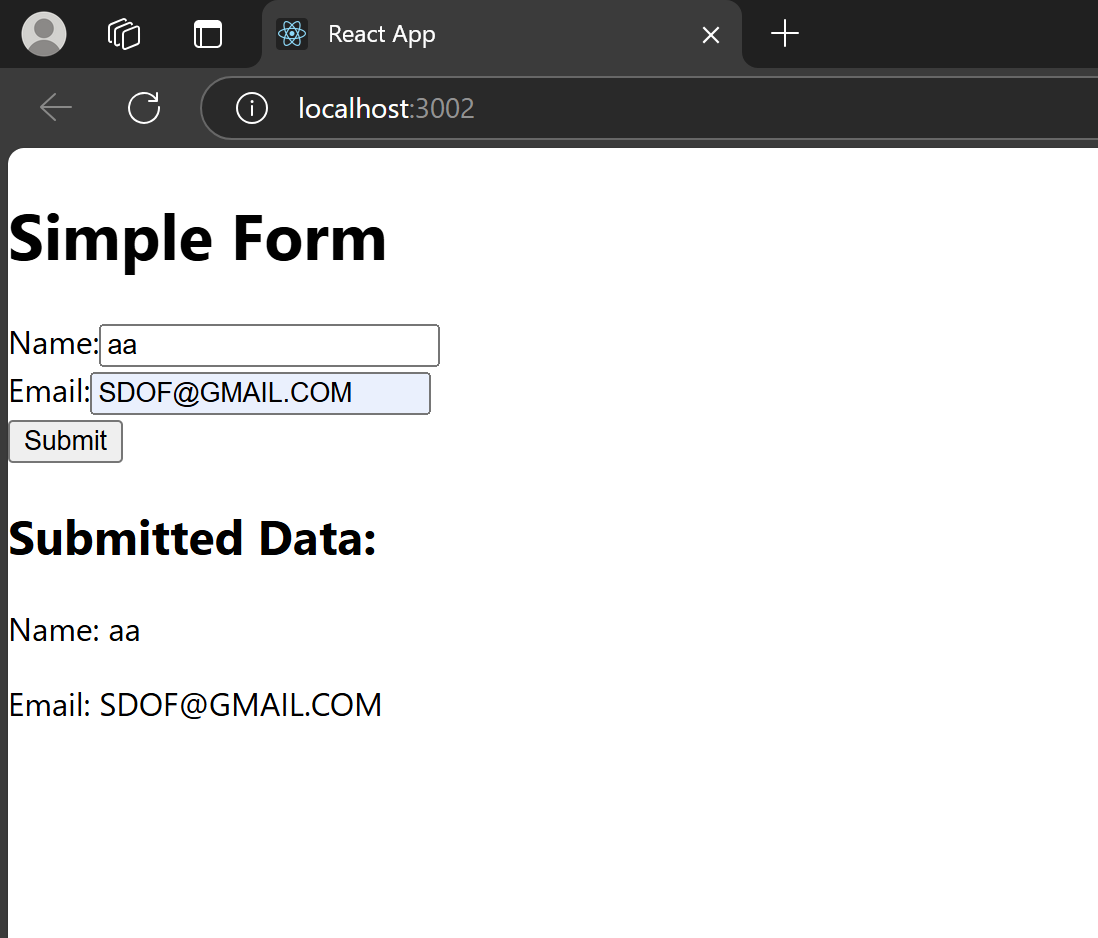 React App
localhost:3002
Simple Form
Name: aa
Email: SDOF@GMAIL.COM
Submit
Submitted Data:
Name: aa
Email: SDOF@GMAIL.COM